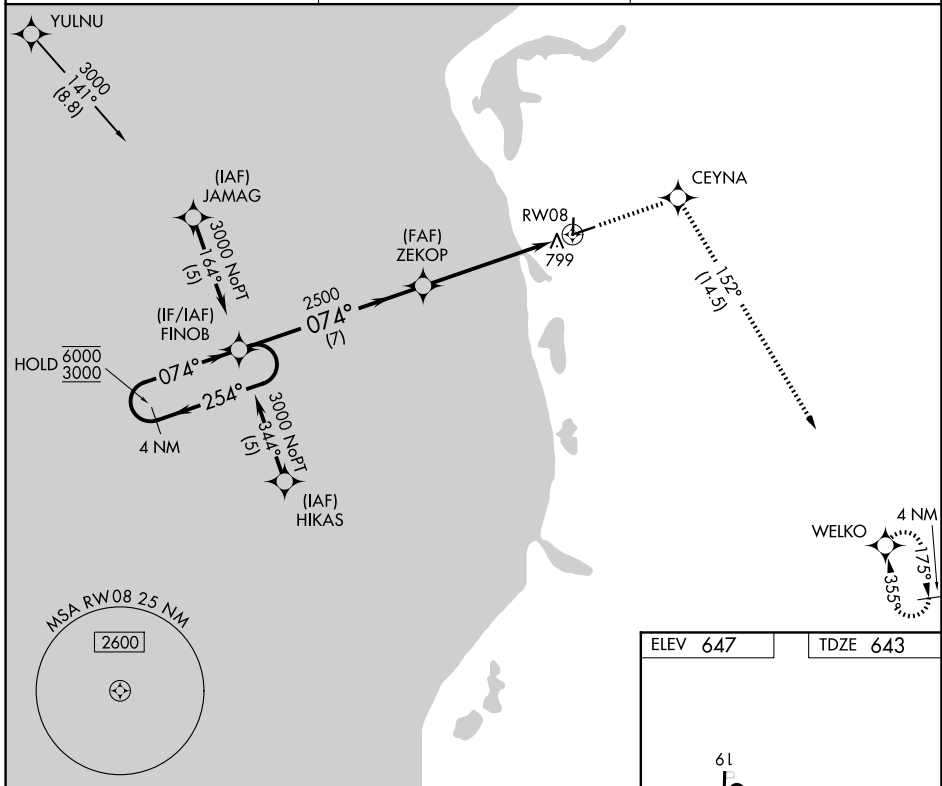 YULNU
3000
141°
(8.8)
(IAF)
JAMAG
3000 NoPT
164°
(5)
(IF/IAF)
FINOB
HOLD 6000
3000
074°
254°
4 NM
3000 NoPT
344°
(5)
(IAF)
HIKAS
2500
074°
(7)
(FAF)
ZEKOP
RW08
799
CEYNA
152°
(14.5)
WELKO
4 NM
175°
355°
MSA RW08 25 NM
2600
ELEV 647
TDZE 643
19